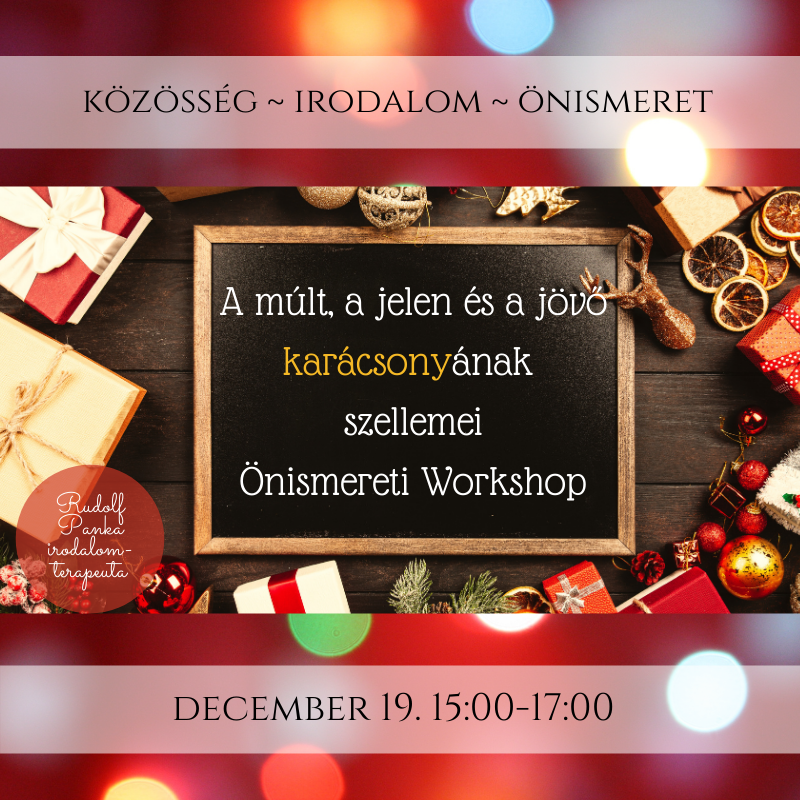 KÖZÖSSÉG ~ IRODALOM ~ ÖNISMERET
A múlt, a jelen és a jövő
karácsonyának
szellemei
Önismereti Workshop
Rudolf
Panka
irodalom-
terapeuta
DECEMBER 19. 15:00-17:00